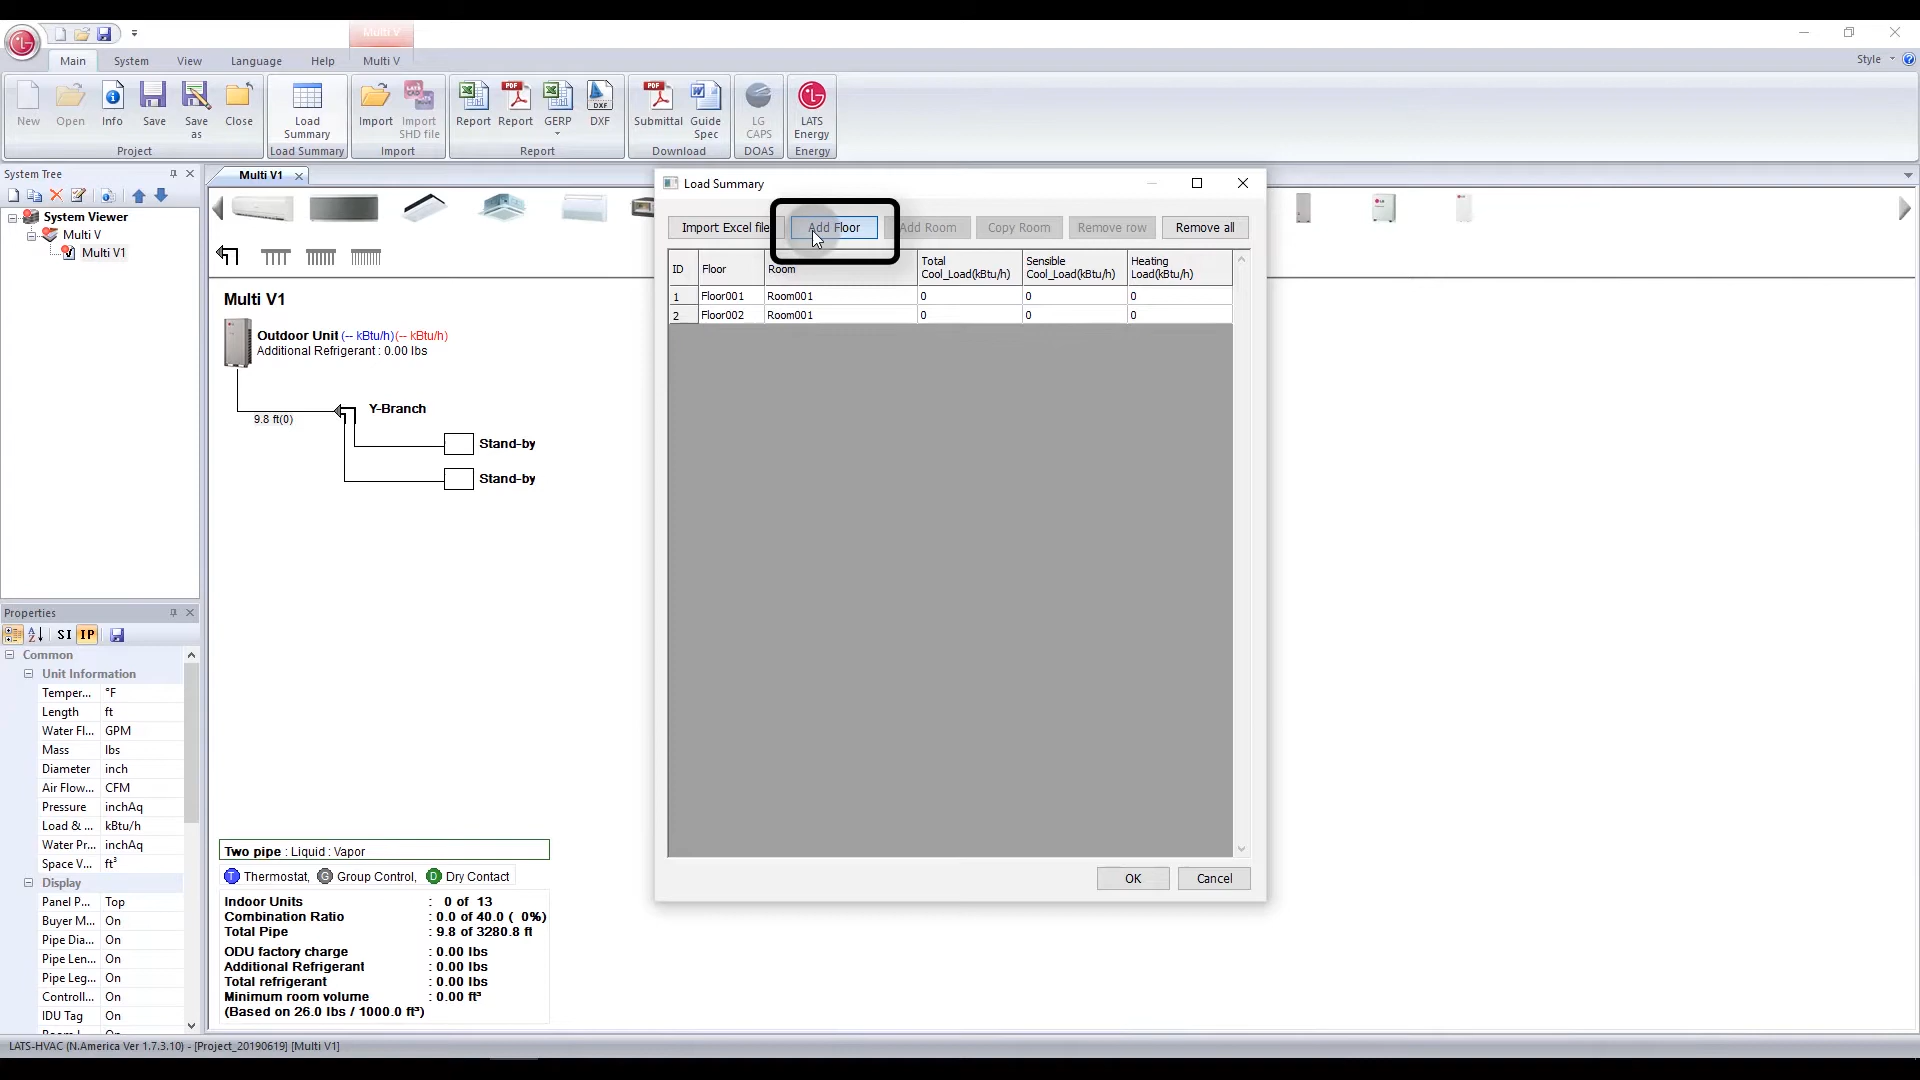 Multi V
Style
Main System View Language Help Multi V
New Open Info Save Save as Close
Load Summary
Import Import SHD file
Report Report GERP DXF
Submittal Guide Spec
LG CAPS
LATS Energy
Project Load Summary Import Report Download DOAS Energy
System Tree
System Viewer
Multi V
Multi V1
Multi V1
Multi V1
Outdoor Unit (-- kBtu/h)(-- kBtu/h)
Additional Refrigerant : 0.00 lbs
9.8 ft(0)
Y-Branch
Stand-by
Stand-by
Two pipe : Liquid : Vapor
T Thermostat, G Group Control, D Dry Contact
Indoor Units : 0 of 13
Combination Ratio : 0.0 of 40.0 ( 0%)
Total Pipe : 9.8 of 3280.8 ft
ODU factory charge : 0.00 lbs
Additional Refrigerant : 0.00 lbs
Total refrigerant : 0.00 lbs
Minimum room volume : 0.00 ft³
(Based on 26.0 lbs / 1000.0 ft³)
Load Summary
Import Excel file Add Floor Add Room Copy Room Remove row Remove all
ID Floor Room Total Cool_Load(kBtu/h) Sensible Cool_Load(kBtu/h) Heating Load(kBtu/h)
1 Floor001 Room001 0 0 0
2 Floor002 Room001 0 0 0
OK Cancel
Properties
SI IP
Common
Unit Information
Temper... °F
Length ft
Water Fl... GPM
Mass lbs
Diameter inch
Air Flow... CFM
Pressure inchAq
Load & ... kBtu/h
Water Pr... inchAq
Space V... ft³
Display
Panel P... Top
Buyer M... On
Pipe Dia... On
Pipe Len... On
Pipe Leg... On
Controll... On
IDU Tag On
LATS-HVAC (N.America Ver 1.7.3.10) - [Project_20190619] [Multi V1]